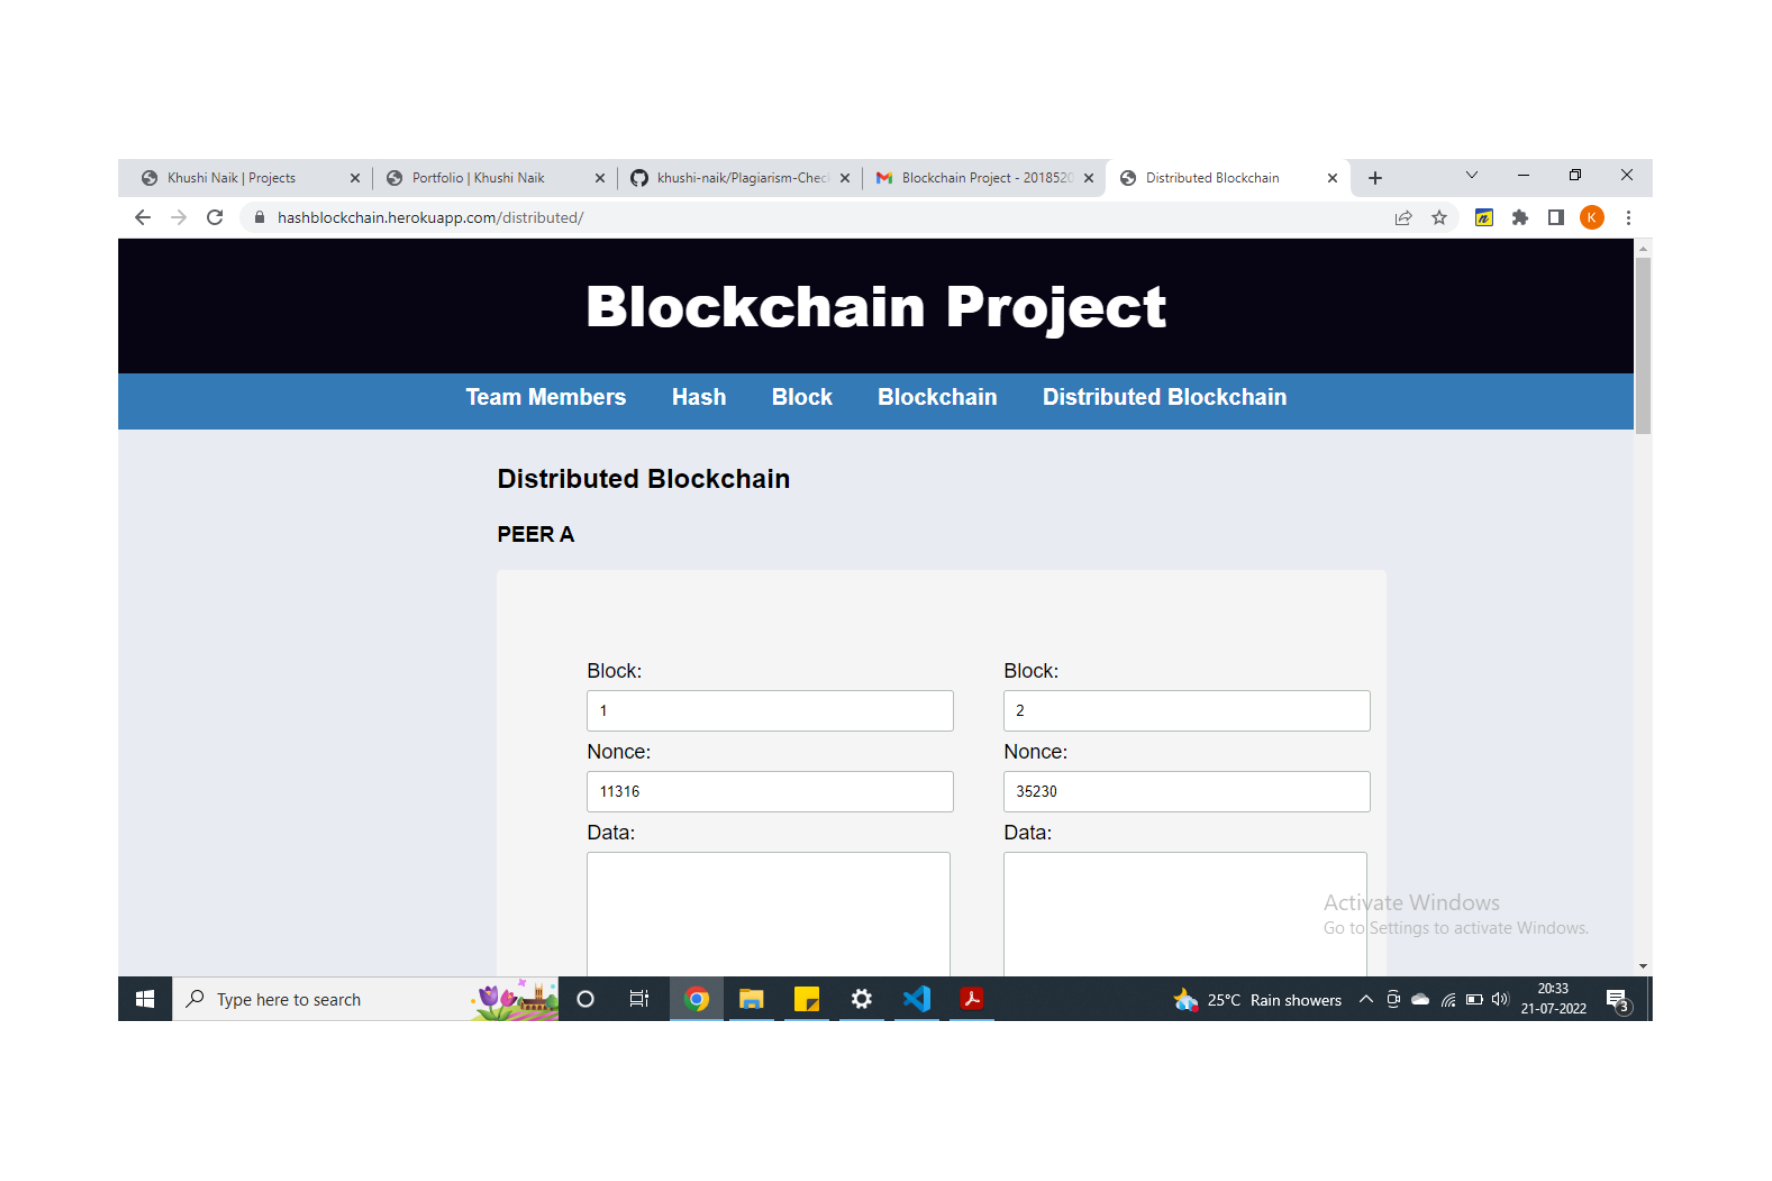 Khushi Naik | Projects
Portfolio | Khushi Naik
khushi-naik/Plagiarism-Chec
Blockchain Project - 2018520
Distributed Blockchain
hashblockchain.herokuapp.com/distributed/
K
Blockchain Project
Team Members Hash Block Blockchain Distributed Blockchain
Distributed Blockchain
PEER A
Block: Block:
1 2
Nonce: Nonce:
11316 35230
Data: Data:
Activate Windows
Go to Settings to activate Windows.
Type here to search
25°C Rain showers
20:33
21-07-2022
3